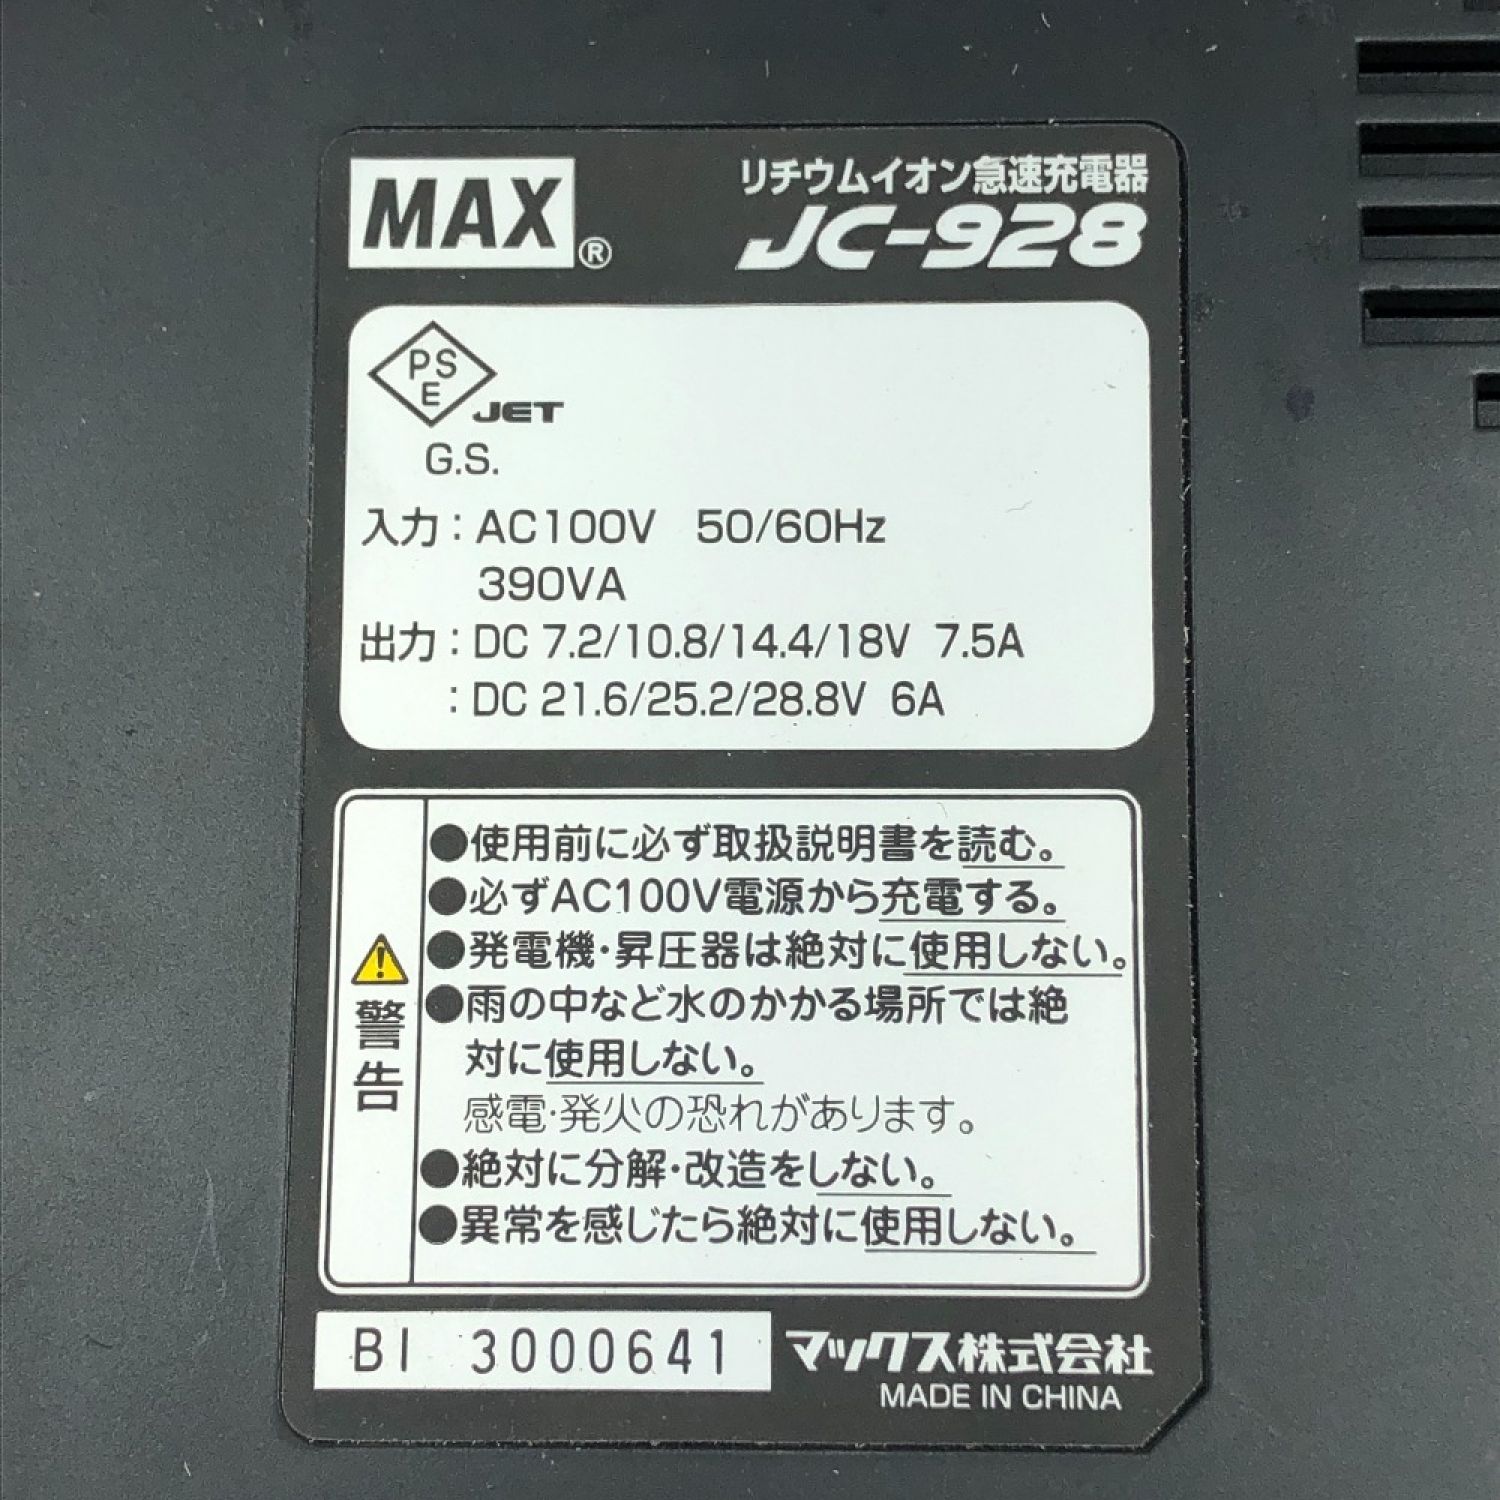 MAX®
リチウムイオン急速充電器
JC-928
PS
E
JET
G.S.
入力：AC100V 50/60Hz
390VA
出力：DC 7.2/10.8/14.4/18V 7.5A
：DC 21.6/25.2/28.8V 6A
警告
●使用前に必ず取扱説明書を読む。
●必ずAC100V電源から充電する。
●発電機・昇圧器は絶対に使用しない。
●雨の中など水のかかる場所では絶
対に使用しない。
感電・発火の恐れがあります。
●絶対に分解・改造をしない。
●異常を感じたら絶対に使用しない。
BI 3000641
マックス株式会社
MADE IN CHINA